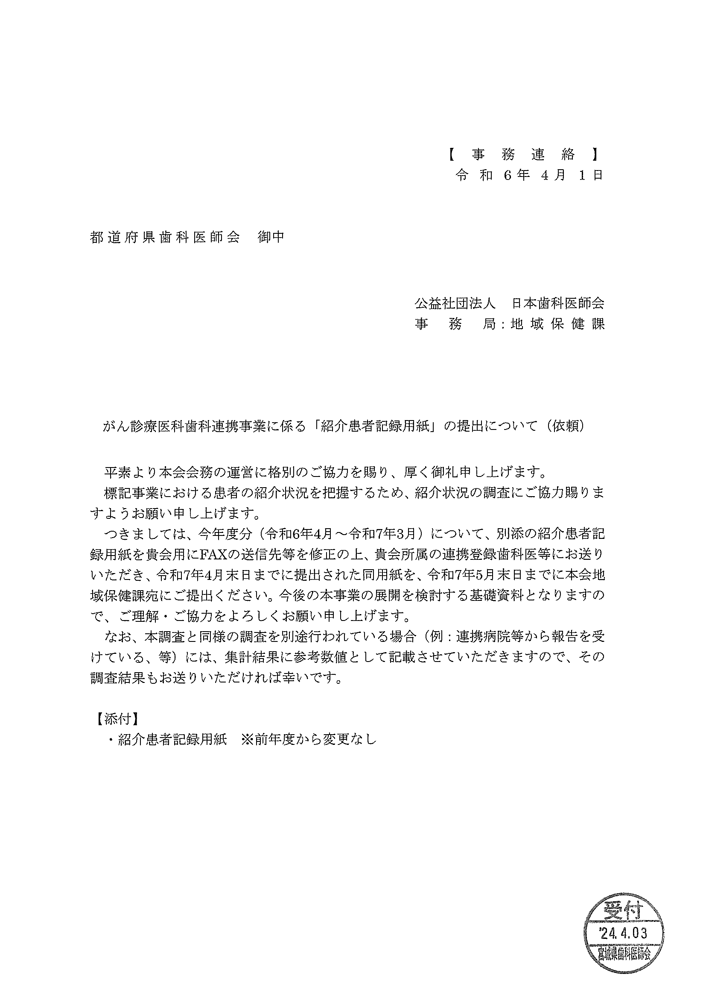 【 事 務 連 絡 】
令 和 6 年 4 月 1 日
都道府県歯科医師会 御中
公益社団法人 日本歯科医師会
事 務 局：地 域 保 健 課
がん診療医科歯科連携事業に係る「紹介患者記録用紙」の提出について（依頼）
平素より本会会務の運営に格別のご協力を賜り、厚く御礼申し上げます。
標記事業における患者の紹介状況を把握するため、紹介状況の調査にご協力賜りま
すようお願い申し上げます。
つきましては、今年度分（令和6年4月～令和7年3月）について、別添の紹介患者記
録用紙を貴会用にFAXの送信先等を修正の上、貴会所属の連携登録歯科医等にお送り
いただき、令和7年4月末日までに提出された同用紙を、令和7年5月末日までに本会地
域保健課宛にご提出ください。今後の本事業の展開を検討する基礎資料となりますの
で、ご理解・ご協力をよろしくお願い申し上げます。
なお、本調査と同様の調査を別途行われている場合（例：連携病院等から報告を受
けている、等）には、集計結果に参考数値として記載させていただきますので、その
調査結果もお送りいただければ幸いです。
【添付】
・紹介患者記録用紙 ※前年度から変更なし
受付
'24.4.03
宮城県歯科医師会